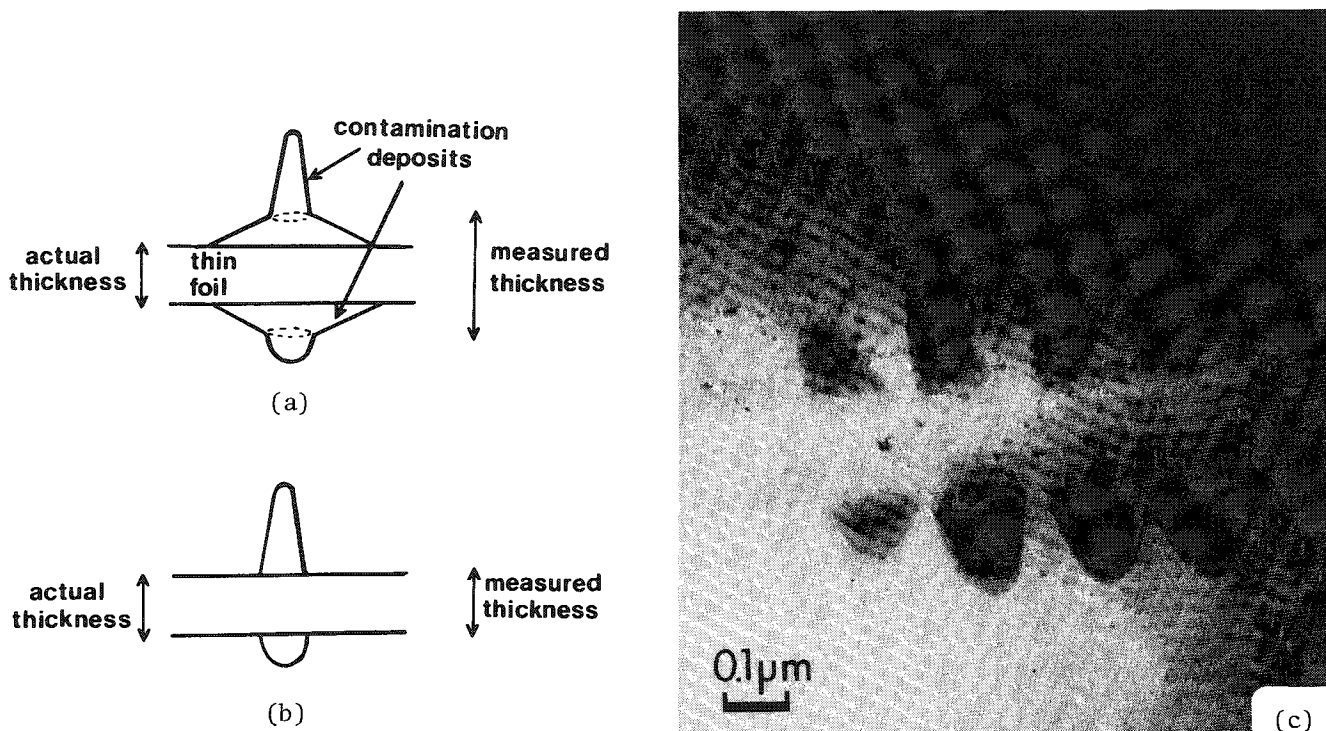 contamination
deposits
actual
thickness
thin
foil
measured
thickness
(a)
actual
thickness
measured
thickness
(b)
0.1µm
(c)